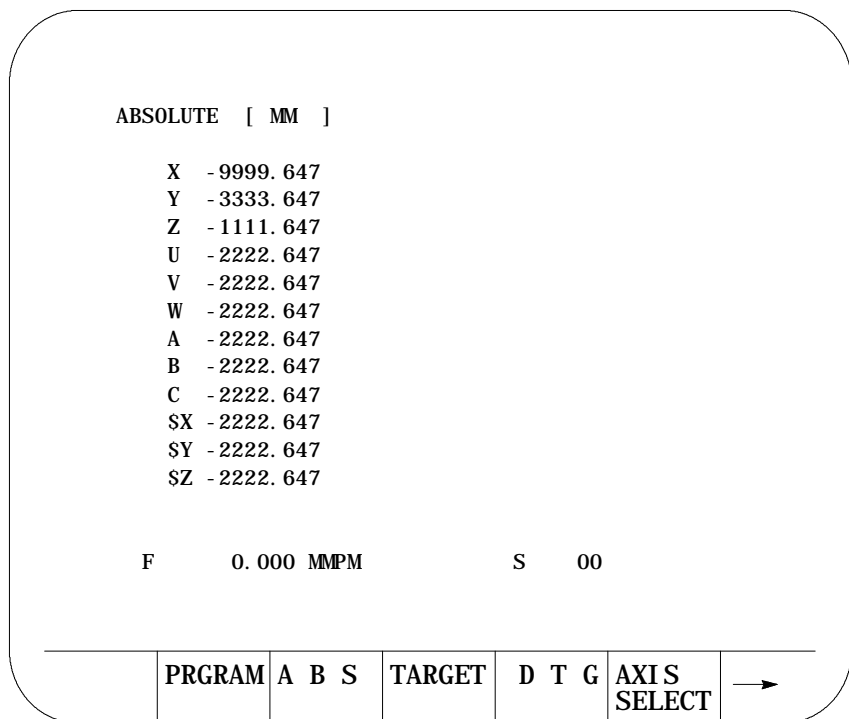 ABSOLUTE [ MM ]
X -9999.647
Y -3333.647
Z -1111.647
U -2222.647
V -2222.647
W -2222.647
A -2222.647
B -2222.647
C -2222.647
$X -2222.647
$Y -2222.647
$Z -2222.647
F 0.000 MMPM S 00
PRGRAM A B S TARGET D T G AXIS
SELECT